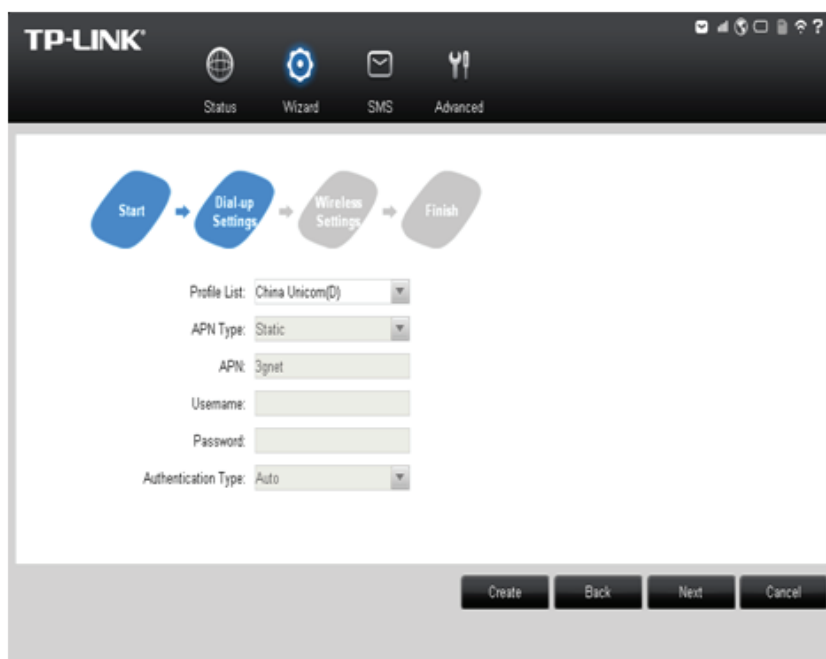 TP-LINK
Status Wizard SMS Advanced
Start
Dial-up
Settings
Wireless
Settings
Finish
Profile List: China Unicom(D)
APN Type: Static
APN: 3gnet
Username:
Password:
Authentication Type: Auto
Create Back Next Cancel